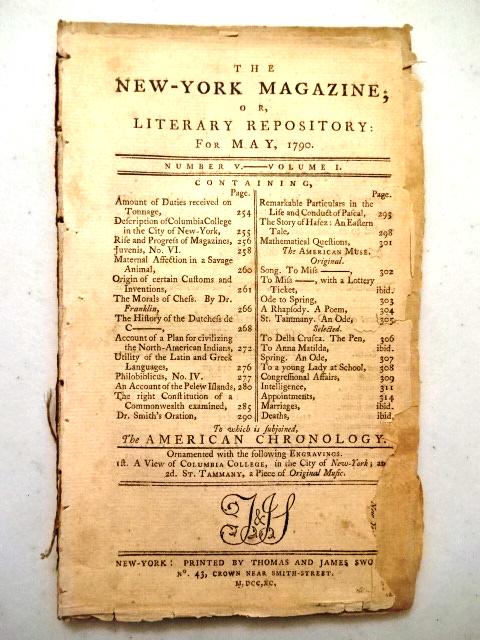 THE
NEW-YORK MAGAZINE;
OR,
LITERARY REPOSITORY:
FOR MAY, 1790.
NUMBER V.——VOLUME I.
CONTAINING,
Page.
Amount of Duties received on
Tonnage, 254
Description of Columbia College
in the City of New-York, 255
Rise and Progress of Magazines, 256
Juvenis, No. VI. 258
Maternal Affection in a Savage
Animal, 260
Origin of certain Customs and
Inventions, 261
The Morals of Chess. By Dr.
Franklin, 266
The History of the Dutchess de
C——, 268
Account of a Plan for civilizing
the North-American Indians, 272
Utility of the Latin and Greek
Languages, 276
Philobiblicus, No. IV. 277
An Account of the Pelew Islands, 280
The right Constitution of a
Commonwealth examined, 285
Dr. Smith's Oration, 290
Page.
Remarkable Particulars in the
Life and Conduct of Pascal, 295
The Story of Hafez: An Eastern
Tale, 298
Mathematical Questions, 301
The AMERICAN MUSE.
Original.
Song. To Miss ——, 302
To Miss ——, with a Lottery
Ticket, ibid.
Ode to Spring, 303
A Rhapsody. A Poem, 304
St. Tammany. An Ode, 305
Selected.
To Della Crusca. The Pen, 306
To Anna Matilda, ibid.
Spring. An Ode, 307
To a young Lady at School, 308
Congressional Affairs, 309
Intelligence, 311
Appointments, 314
Marriages, ibid.
Deaths, ibid.
To which is subjoined,
The AMERICAN CHRONOLOGY.
Ornamented with the following ENGRAVINGS.
1st. A View of COLUMBIA COLLEGE, in the City of New-York; an
2d. ST. TAMMANY, a Piece of Original Music.
T&J
NEW-YORK: PRINTED BY THOMAS AND JAMES SWO
No. 45, CROWN NEAR SMITH-STREET.
M,DCC,XC.